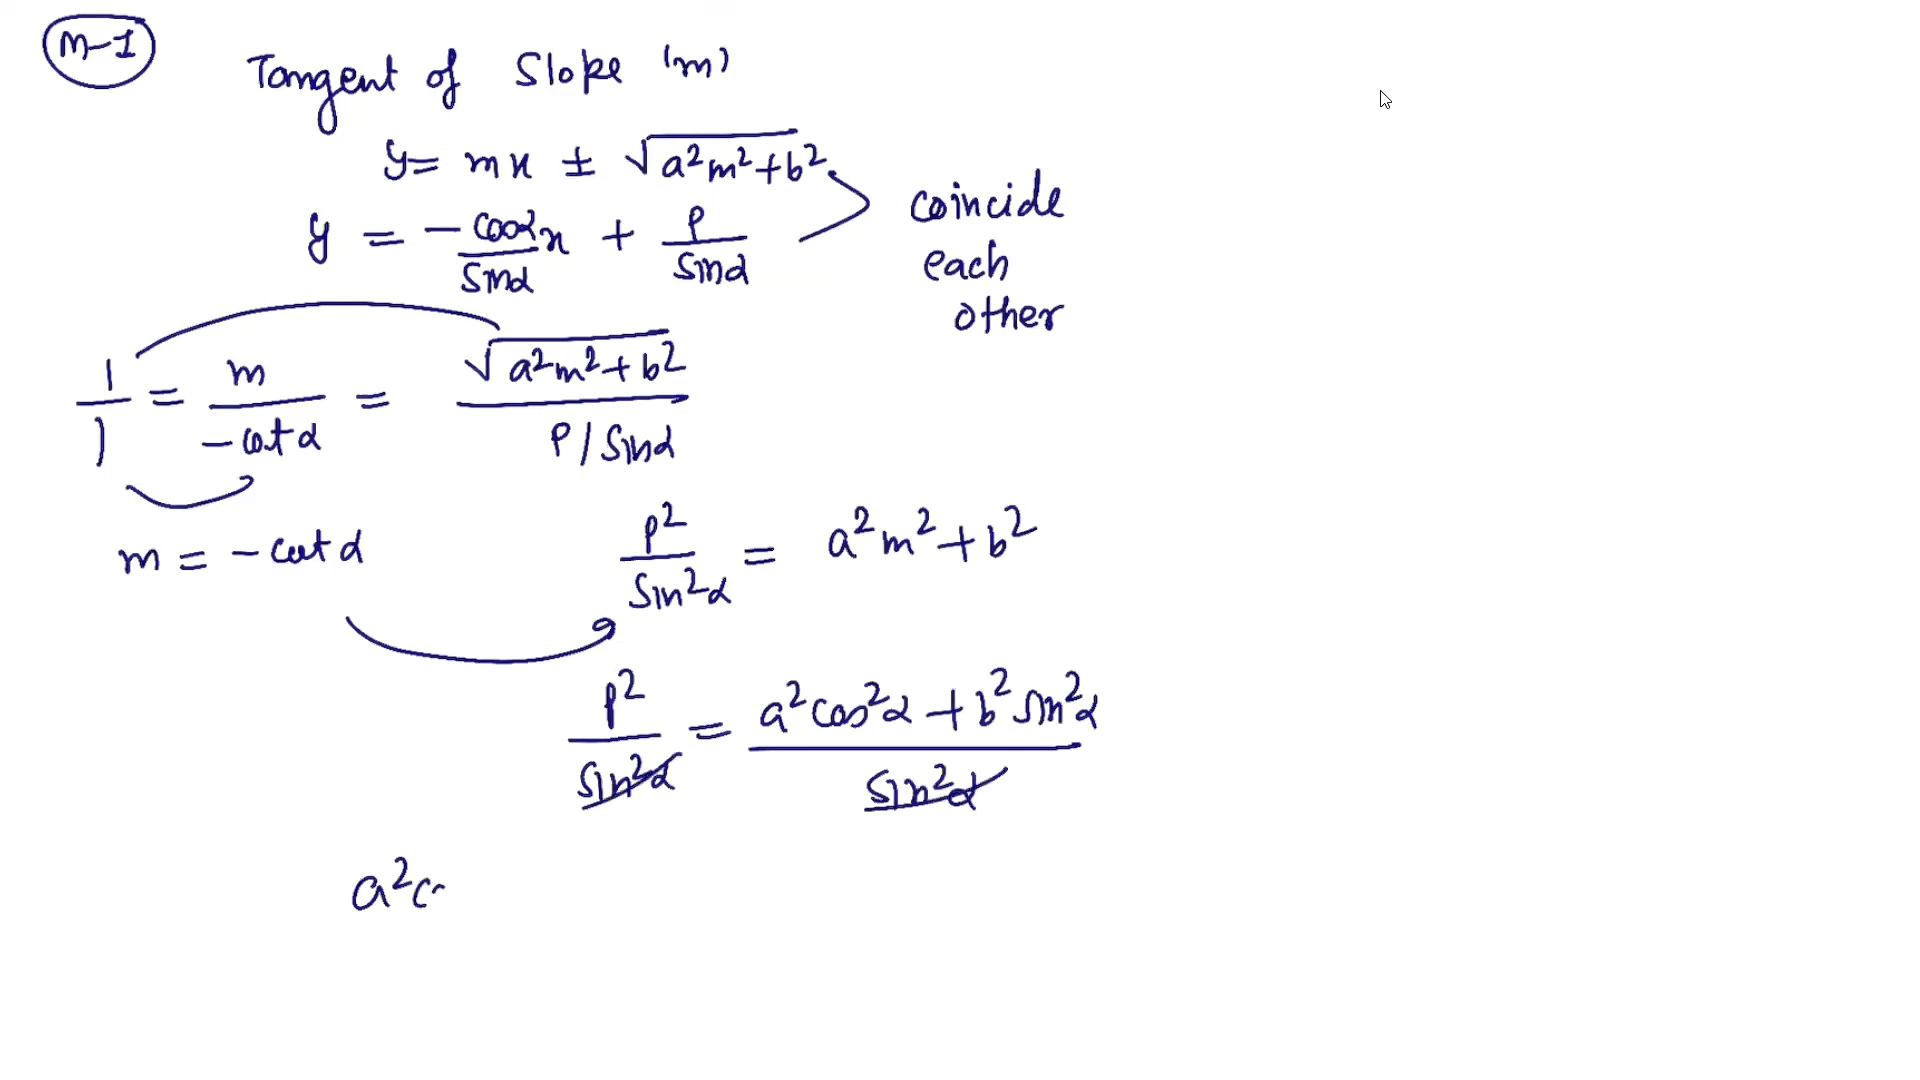 M-1
Tangent of Slope 'm'
y = mx ± √(a²m²+b²)
y = -cosα/sinα x + P/sinα
coincide
each
other
1/1 = m/-cotα = √(a²m²+b²)/(P/sinα)
m = -cotα
P²/sin²α = a²m²+b²
P²/sin²α = (a²cos²α + b²sin²α)/sin²α
a²c